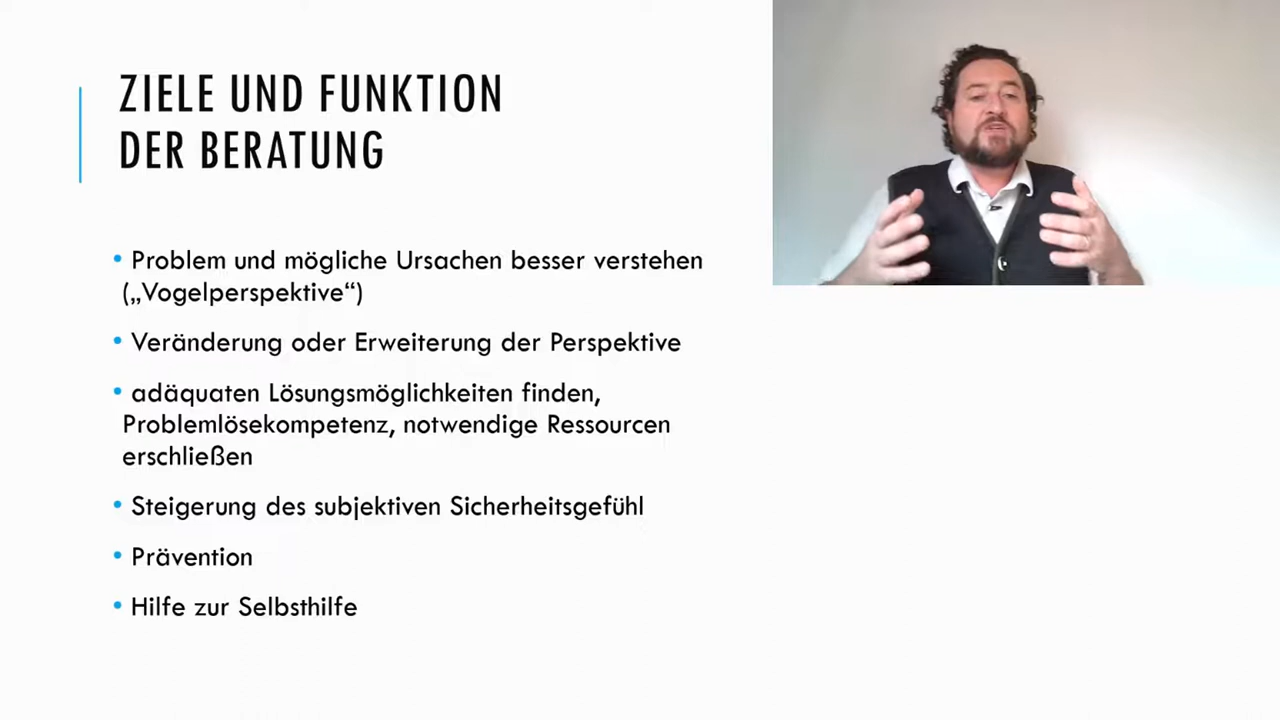 ZIELE UND FUNKTION
DER BERATUNG
• Problem und mögliche Ursachen besser verstehen
(„Vogelperspektive“)
• Veränderung oder Erweiterung der Perspektive
• adäquaten Lösungsmöglichkeiten finden,
Problemlösekompetenz, notwendige Ressourcen
erschließen
• Steigerung des subjektiven Sicherheitsgefühl
• Prävention
• Hilfe zur Selbsthilfe